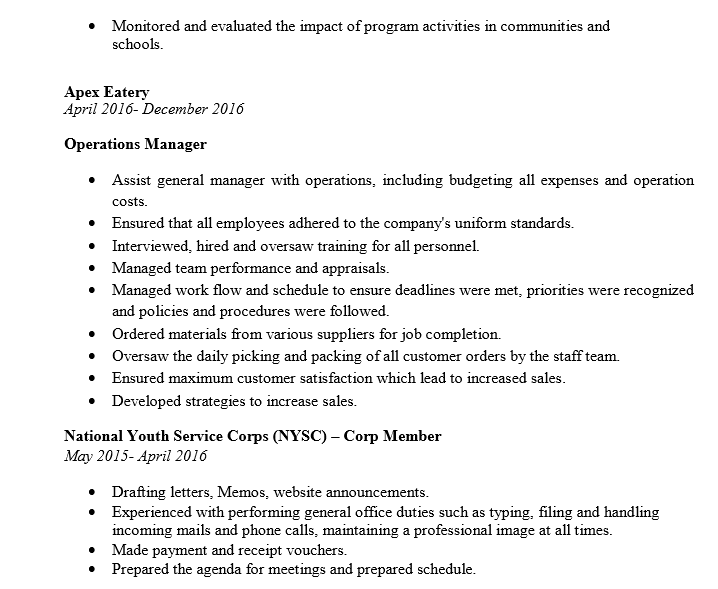 • Monitored and evaluated the impact of program activities in communities and
schools.
Apex Eatery
April 2016- December 2016
Operations Manager
• Assist general manager with operations, including budgeting all expenses and operation
costs.
• Ensured that all employees adhered to the company's uniform standards.
• Interviewed, hired and oversaw training for all personnel.
• Managed team performance and appraisals.
• Managed work flow and schedule to ensure deadlines were met, priorities were recognized
and policies and procedures were followed.
• Ordered materials from various suppliers for job completion.
• Oversaw the daily picking and packing of all customer orders by the staff team.
• Ensured maximum customer satisfaction which lead to increased sales.
• Developed strategies to increase sales.
National Youth Service Corps (NYSC) – Corp Member
May 2015- April 2016
• Drafting letters, Memos, website announcements.
• Experienced with performing general office duties such as typing, filing and handling
incoming mails and phone calls, maintaining a professional image at all times.
• Made payment and receipt vouchers.
• Prepared the agenda for meetings and prepared schedule.